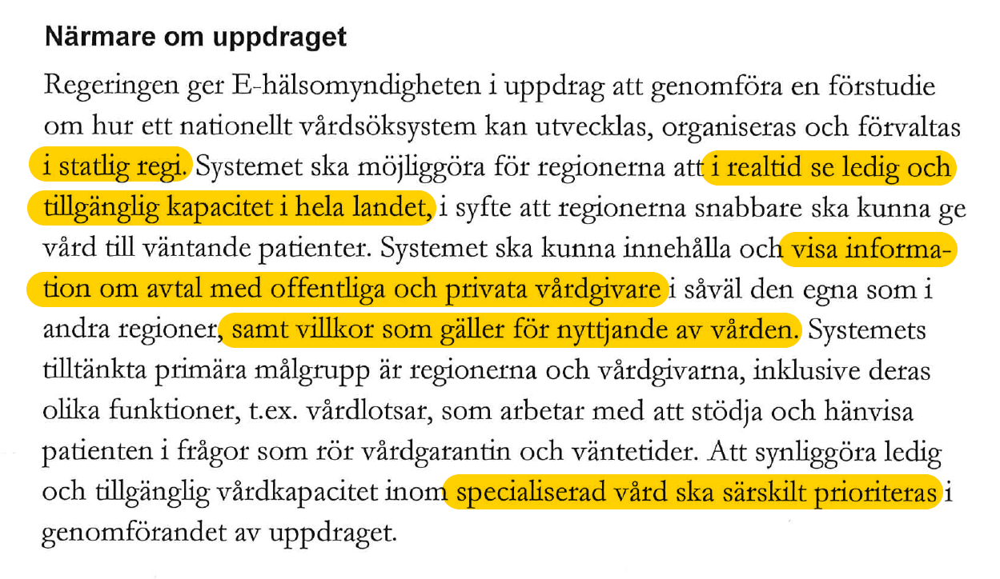 Närmare om uppdraget
Regeringen ger E-hälsomyndigheten i uppdrag att genomföra en förstudie
om hur ett nationellt vårdsöksystem kan utvecklas, organiseras och förvaltas
i statlig regi. Systemet ska möjliggöra för regionerna att i realtid se ledig och
tillgänglig kapacitet i hela landet, i syfte att regionerna snabbare ska kunna ge
vård till väntande patienter. Systemet ska kunna innehålla och visa informa-
tion om avtal med offentliga och privata vårdgivare i såväl den egna som i
andra regioner, samt villkor som gäller för nyttjande av vården. Systemets
tilltänkta primära målgrupp är regionerna och vårdgivarna, inklusive deras
olika funktioner, t.ex. vårdlotsar, som arbetar med att stödja och hänvisa
patienten i frågor som rör vårdgarantin och väntetider. Att synliggöra ledig
och tillgänglig vårdkapacitet inom specialiserad vård ska särskilt prioriteras i
genomförandet av uppdraget.